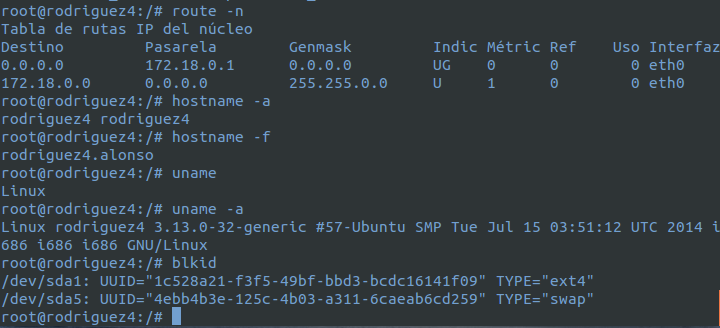 root@rodriguez4:/# route -n
Tabla de rutas IP del núcleo
Destino         Pasarela        Genmask         Indic Métric Ref    Uso Interfaz
0.0.0.0         172.18.0.1      0.0.0.0         UG    0      0        0 eth0
172.18.0.0      0.0.0.0         255.255.0.0     U     1      0        0 eth0
root@rodriguez4:/# hostname -a
rodriguez4 rodriguez4
root@rodriguez4:/# hostname -f
rodriguez4.alonso
root@rodriguez4:/# uname
Linux
root@rodriguez4:/# uname -a
Linux rodriguez4 3.13.0-32-generic #57-Ubuntu SMP Tue Jul 15 03:51:12 UTC 2014 i
686 i686 i686 GNU/Linux
root@rodriguez4:/# blkid
/dev/sda1: UUID="1c528a21-f3f5-49bf-bbd3-bcdc16141f09" TYPE="ext4"
/dev/sda5: UUID="4ebb4b3e-125c-4b03-a311-6caeab6cd259" TYPE="swap"
root@rodriguez4:/#